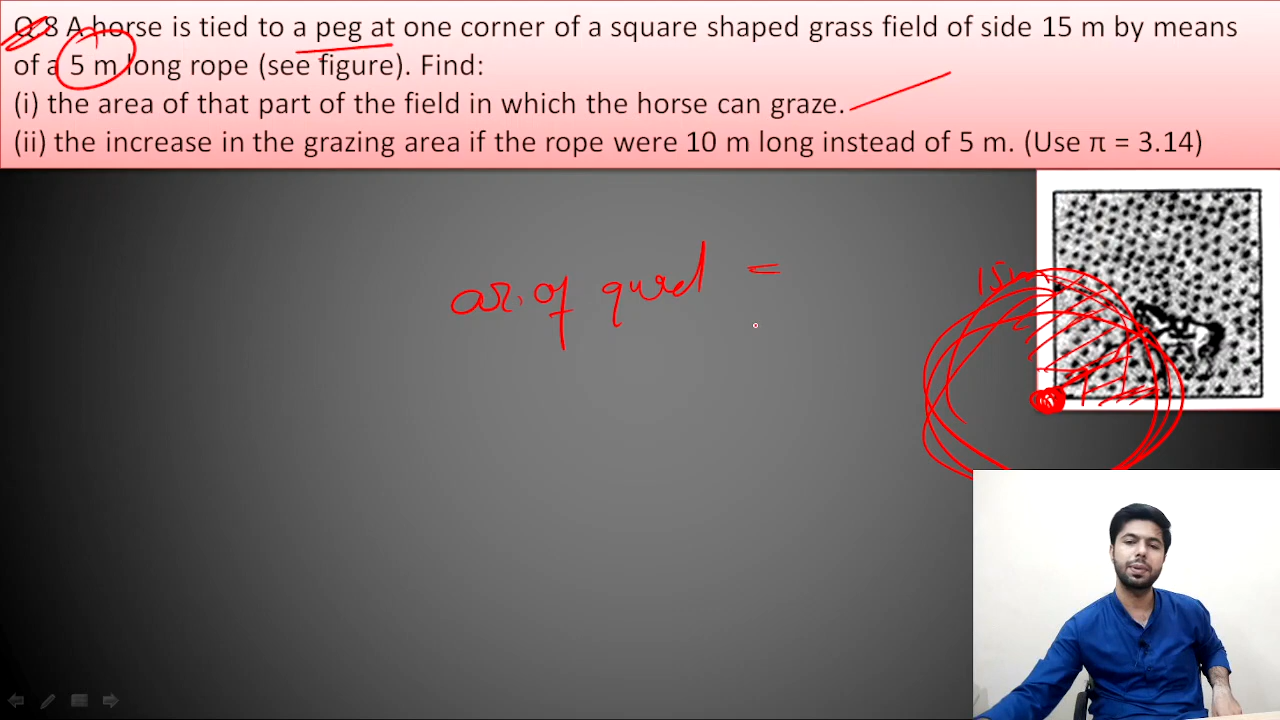 Q.8 A horse is tied to a peg at one corner of a square shaped grass field of side 15 m by means
of a 5 m long rope (see figure). Find:
(i) the area of that part of the field in which the horse can graze.
(ii) the increase in the grazing area if the rope were 10 m long instead of 5 m. (Use π = 3.14)
15m
ar. of qurd =